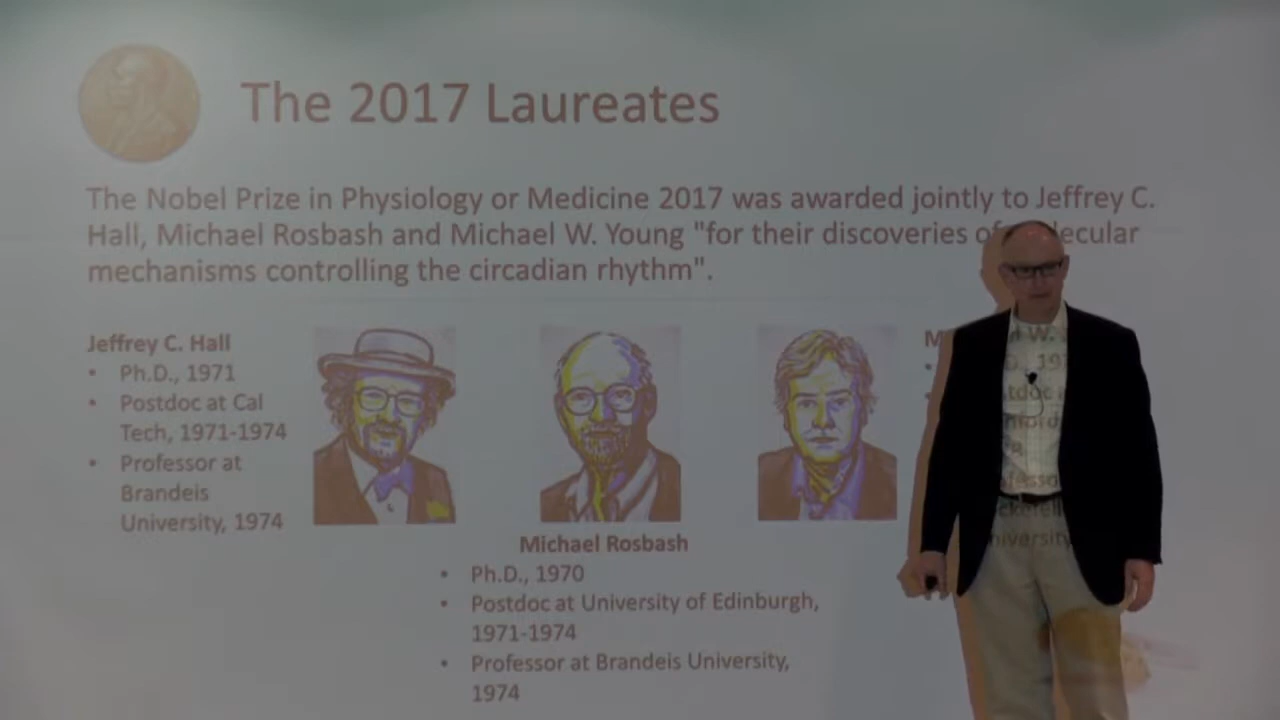 The 2017 Laureates
The Nobel Prize in Physiology or Medicine 2017 was awarded jointly to Jeffrey C.
Hall, Michael Rosbash and Michael W. Young "for their discoveries of molecular
mechanisms controlling the circadian rhythm".
Jeffrey C. Hall
• Ph.D., 1971
• Postdoc at Cal
Tech, 1971-1974
• Professor at
Brandeis
University, 1974
Michael Rosbash
• Ph.D., 1970
• Postdoc at University of Edinburgh,
1971-1974
• Professor at Brandeis University,
1974
W.
University